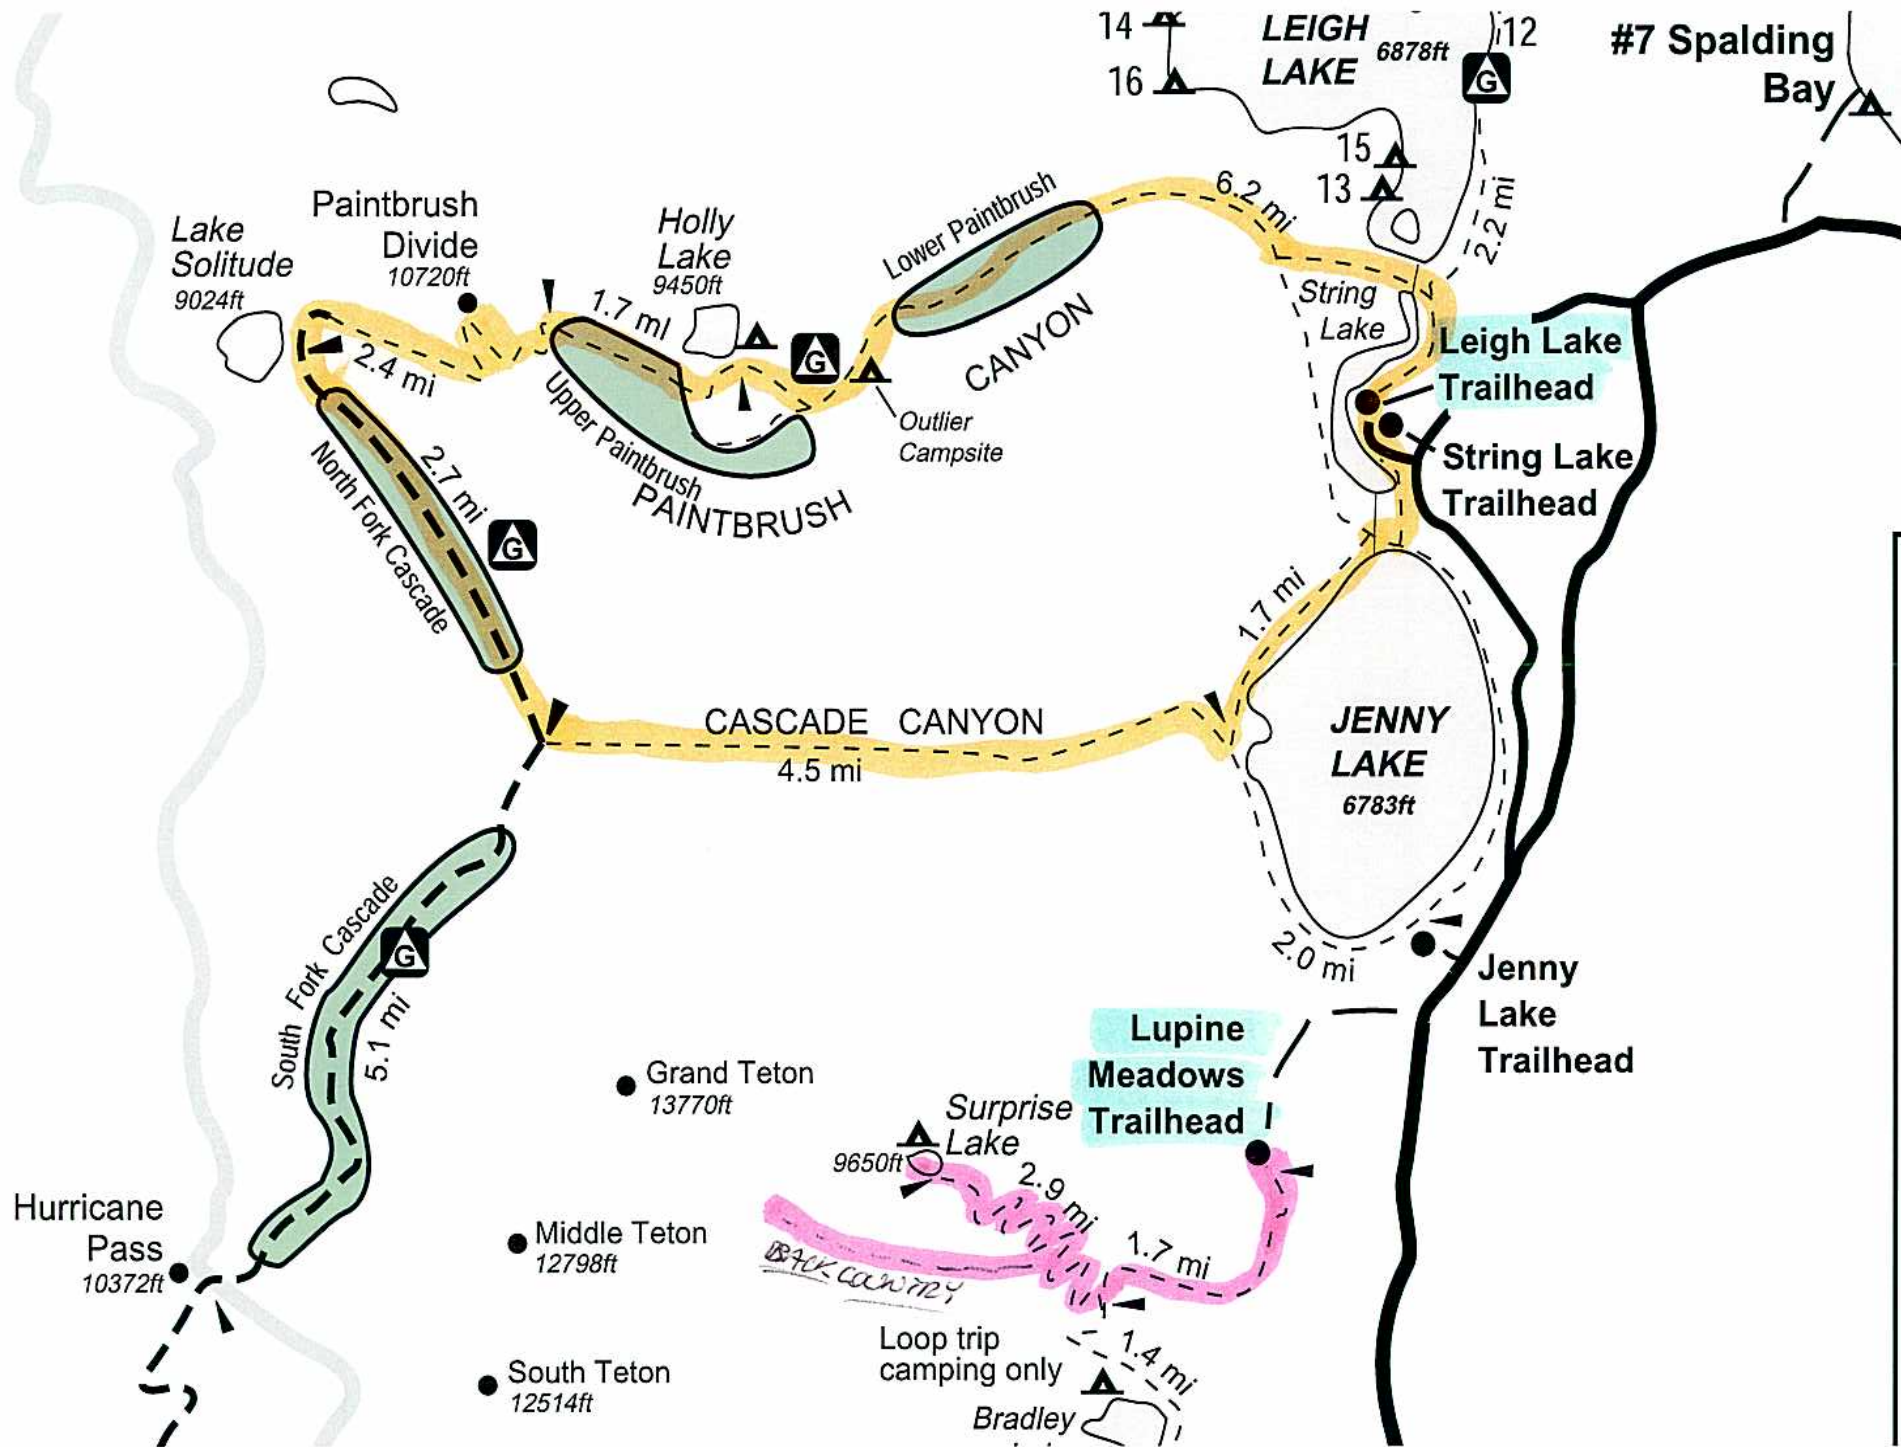 14
16
LEIGH
LAKE
6878ft
12
G
#7 Spalding
Bay
15
13
6.2 mi
2.2 mi
Lake
Solitude
9024ft
Paintbrush
Divide
10720ft
Holly
Lake
9450ft
Lower Paintbrush
1.7 mI
G
2.4 mi
CANYON
String
Lake
Leigh Lake
Trailhead
Outlier
Campsite
String Lake
Trailhead
Upper Paintbrush
PAINTBRUSH
2.7 mi
North Fork Cascade
G
1.7 mi
CASCADE CANYON
4.5 mi
JENNY
LAKE
6783ft
South Fork Cascade
G
5.1 mi
2.0 mi
Jenny
Lake
Trailhead
Lupine
Meadows
Trailhead
Grand Teton
13770ft
Surprise
Lake
9650ft
2.9 mi
Hurricane
Pass
10372ft
Middle Teton
12798ft
BACK COUNTRY
1.7 mi
South Teton
12514ft
Loop trip
camping only
1.4 mi
Bradley